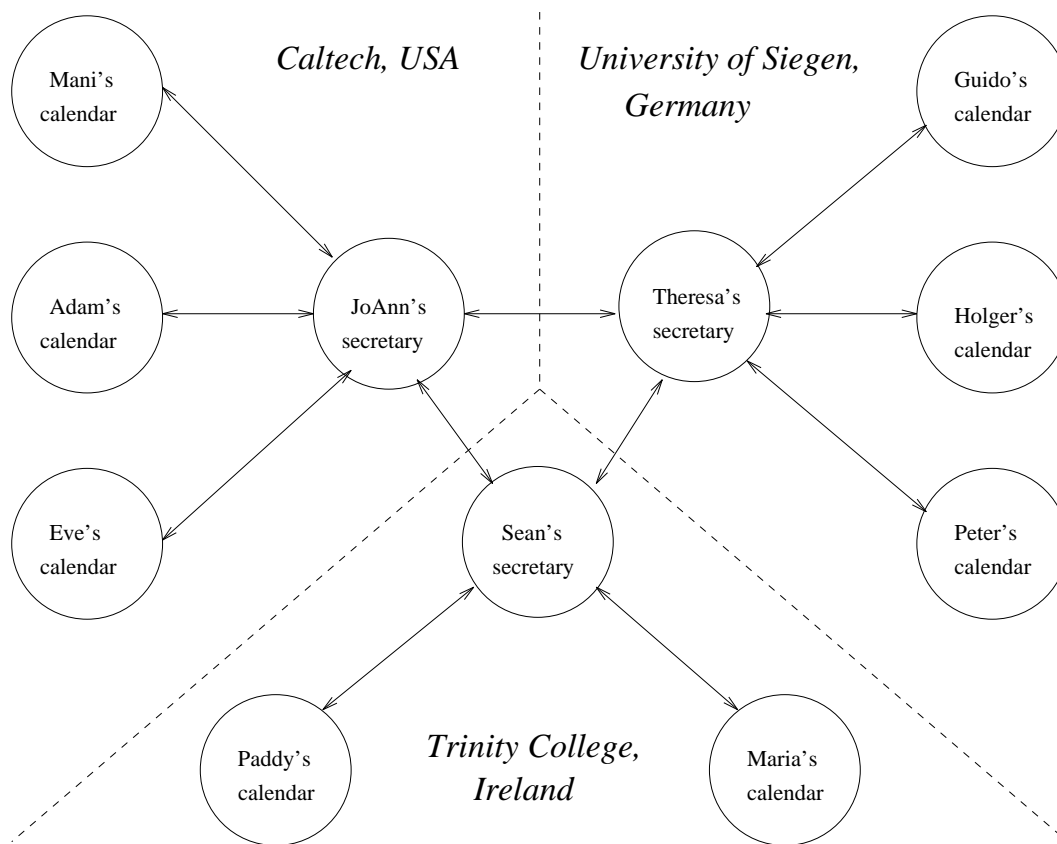 Caltech, USA
University of Siegen,
Germany
Mani's
calendar
Guido's
calendar
Adam's
calendar
JoAnn's
secretary
Theresa's
secretary
Holger's
calendar
Eve's
calendar
Sean's
secretary
Peter's
calendar
Paddy's
calendar
Trinity College,
Ireland
Maria's
calendar